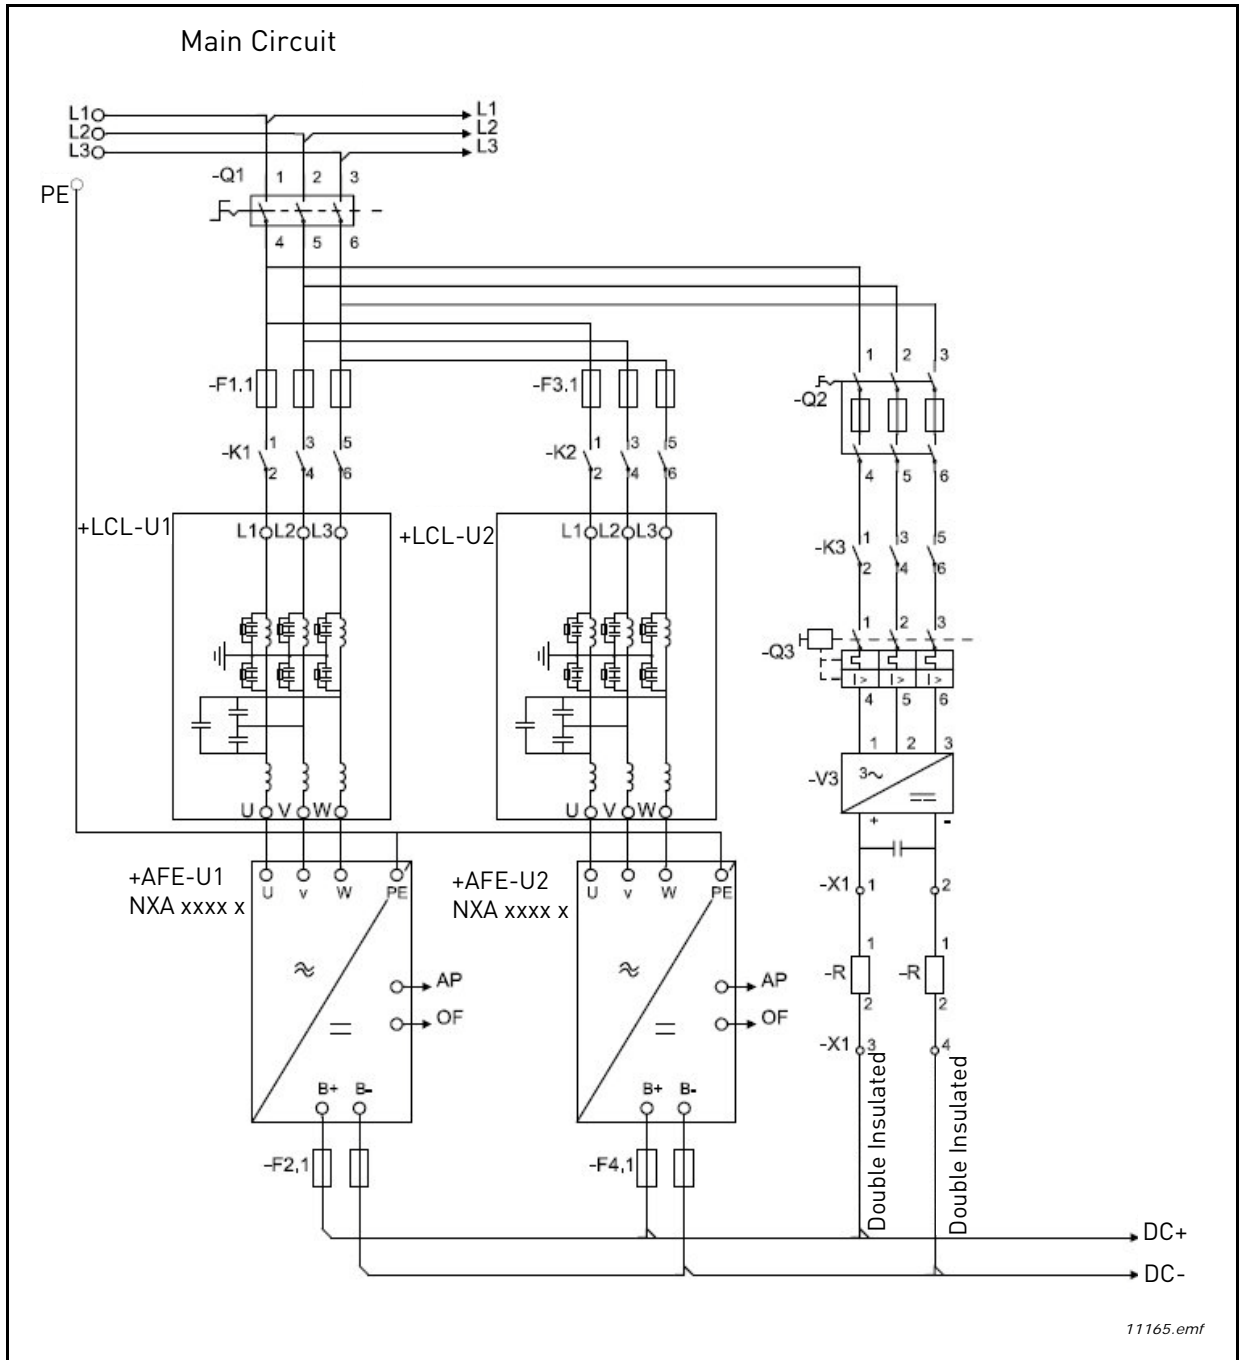 Main Circuit
L1 L1
L2 L2
L3 L3
PE
-Q1 1 2 3
4 5 6
1 2 3
-F1.1 -F3.1
-Q2
1 3 5 1 3 5
-K1 -K2
2 4 6 2 4 6
4 5 6
+LCL-U1 L1 L2 L3 +LCL-U2 L1 L2 L3
1 3 5
-K3
2 4 6
1 2 3
-Q3
I> I> I>
4 5 6
1 2 3
-V3 3~
U V W U V W
+ -
+AFE-U1 U v W PE +AFE-U2 U v W PE
NXA xxxx x NXA xxxx x
-X1 1 2
1 1
-R -R
2 2
AP AP
OF OF
-X1 3 4
B+ B- B+ B-
Double Insulated Double Insulated
-F2,1 -F4,1
DC+
DC-
11165.emf